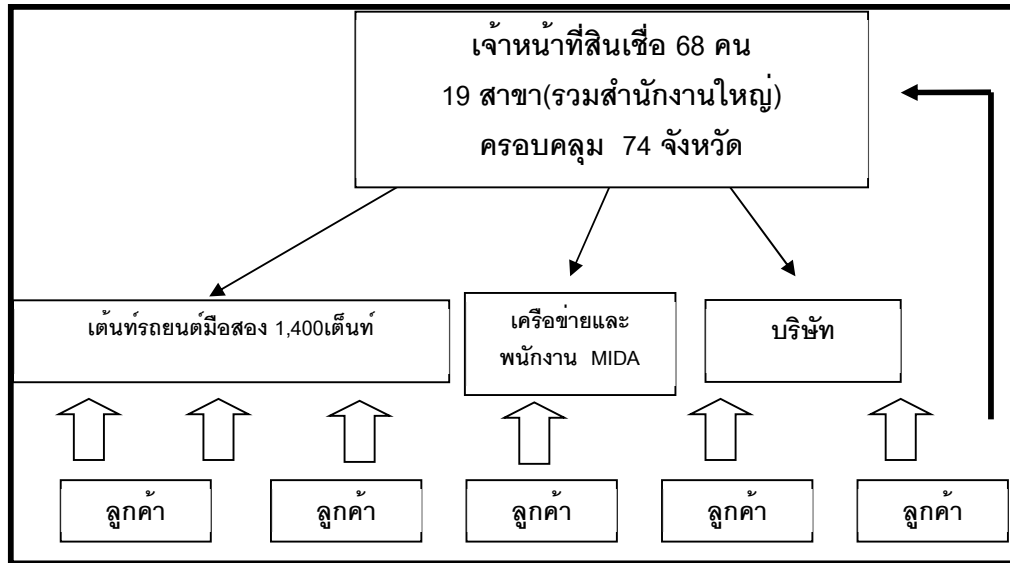 เจ้าหน้าที่สินเชื่อ 68 คน
19 สาขา(รวมสำนักงานใหญ่)
ครอบคลุม 74 จังหวัด
เต้นท์รถยนต์มือสอง 1,400เต็นท์
เครือข่ายและ
พนักงาน MIDA
บริษัท
ลูกค้า
ลูกค้า
ลูกค้า
ลูกค้า
ลูกค้า